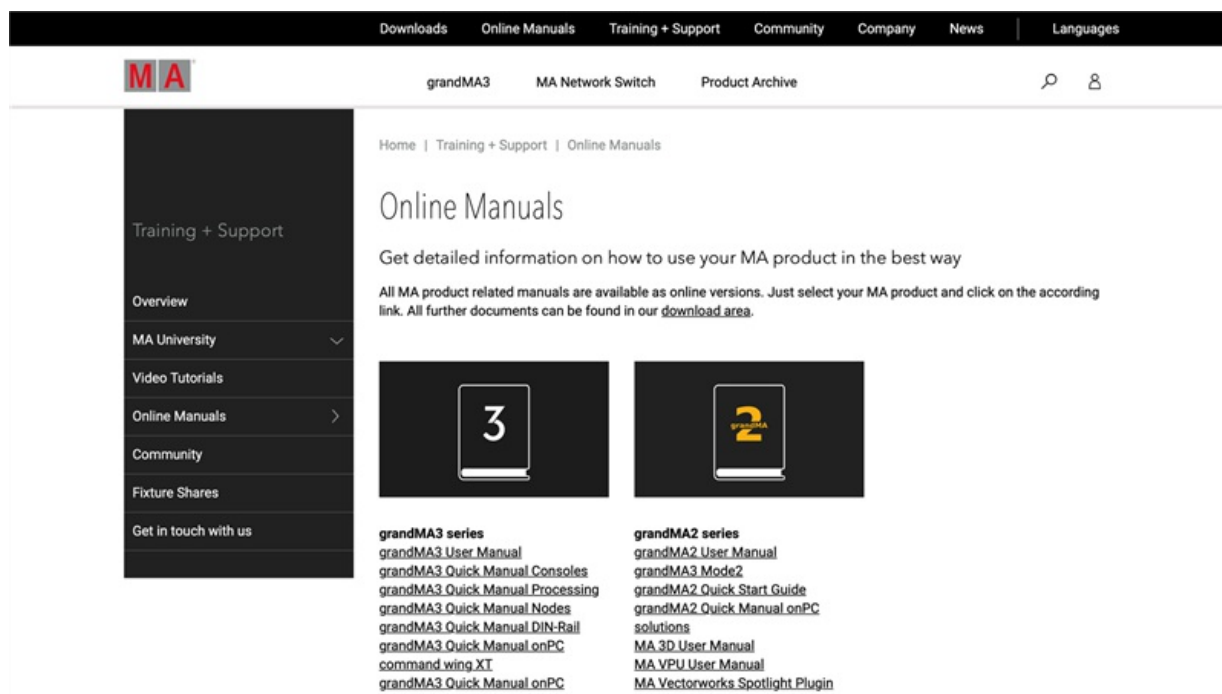 Downloads Online Manuals Training + Support Community Company News Languages
MA
grandMA3 MA Network Switch Product Archive
Training + Support
Overview
MA University
Video Tutorials
Online Manuals
Community
Fixture Shares
Get in touch with us
Home | Training + Support | Online Manuals
Online Manuals
Get detailed information on how to use your MA product in the best way
All MA product related manuals are available as online versions. Just select your MA product and click on the according
link. All further documents can be found in our download area.
3
grandMA3 series
grandMA3 User Manual
grandMA3 Quick Manual Consoles
grandMA3 Quick Manual Processing
grandMA3 Quick Manual Nodes
grandMA3 Quick Manual DIN-Rail
grandMA3 Quick Manual onPC
command wing XT
grandMA3 Quick Manual onPC
2
grandMA
grandMA2 series
grandMA2 User Manual
grandMA3 Mode2
grandMA2 Quick Start Guide
grandMA2 Quick Manual onPC
solutions
MA 3D User Manual
MA VPU User Manual
MA Vectorworks Spotlight Plugin